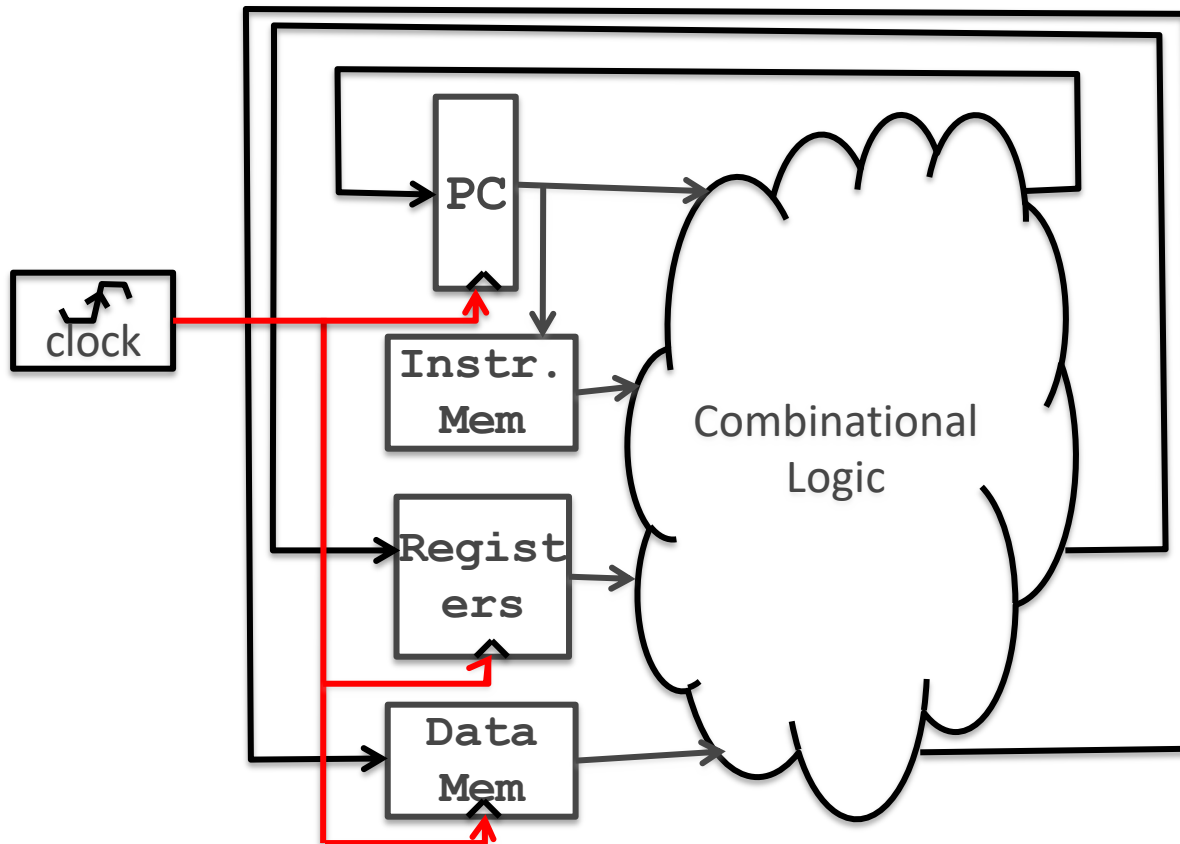 PC
clock
Instr.
Mem
Combinational
Logic
Regist
ers
Data
Mem